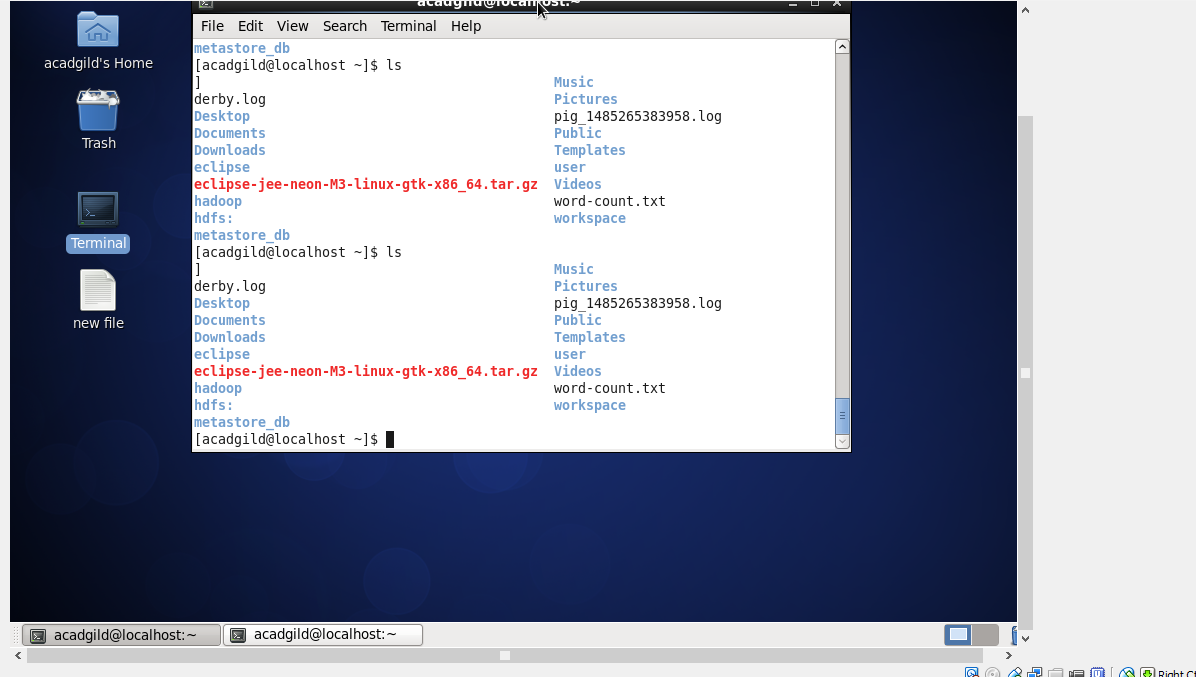 acadgild@localhost:~
File Edit View Search Terminal Help
acadgild's Home
Trash
Terminal
new file
metastore_db
[acadgild@localhost ~]$ ls
] Music
derby.log Pictures
Desktop pig_1485265383958.log
Documents Public
Downloads Templates
eclipse user
eclipse-jee-neon-M3-linux-gtk-x86_64.tar.gz Videos
hadoop word-count.txt
hdfs: workspace
metastore_db
[acadgild@localhost ~]$ ls
] Music
derby.log Pictures
Desktop pig_1485265383958.log
Documents Public
Downloads Templates
eclipse user
eclipse-jee-neon-M3-linux-gtk-x86_64.tar.gz Videos
hadoop word-count.txt
hdfs: workspace
metastore_db
[acadgild@localhost ~]$
acadgild@localhost:~ acadgild@localhost:~
Right